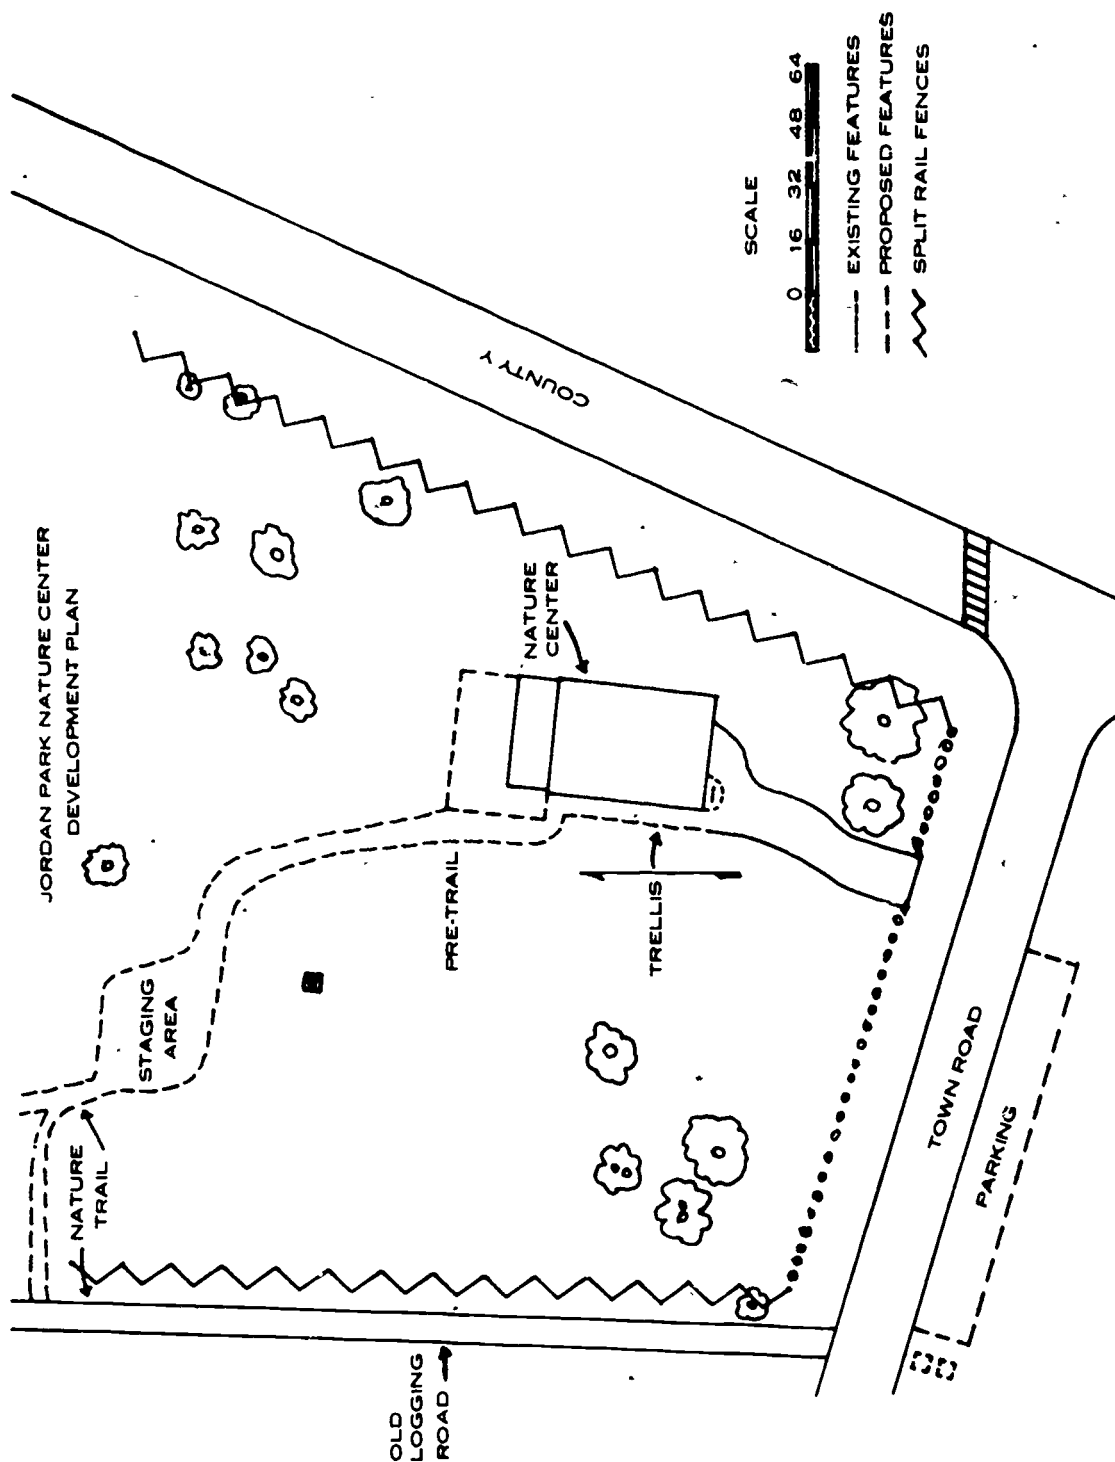 JORDAN PARK NATURE CENTER
DEVELOPMENT PLAN
NATURE
TRAIL
STAGING
AREA
PRE-TRAIL
NATURE
CENTER
TRELLIS
OLD
LOGGING
ROAD
COUNTY Y
TOWN ROAD
PARKING
SCALE
0 16 32 48 64
EXISTING FEATURES
PROPOSED FEATURES
SPLIT RAIL FENCES